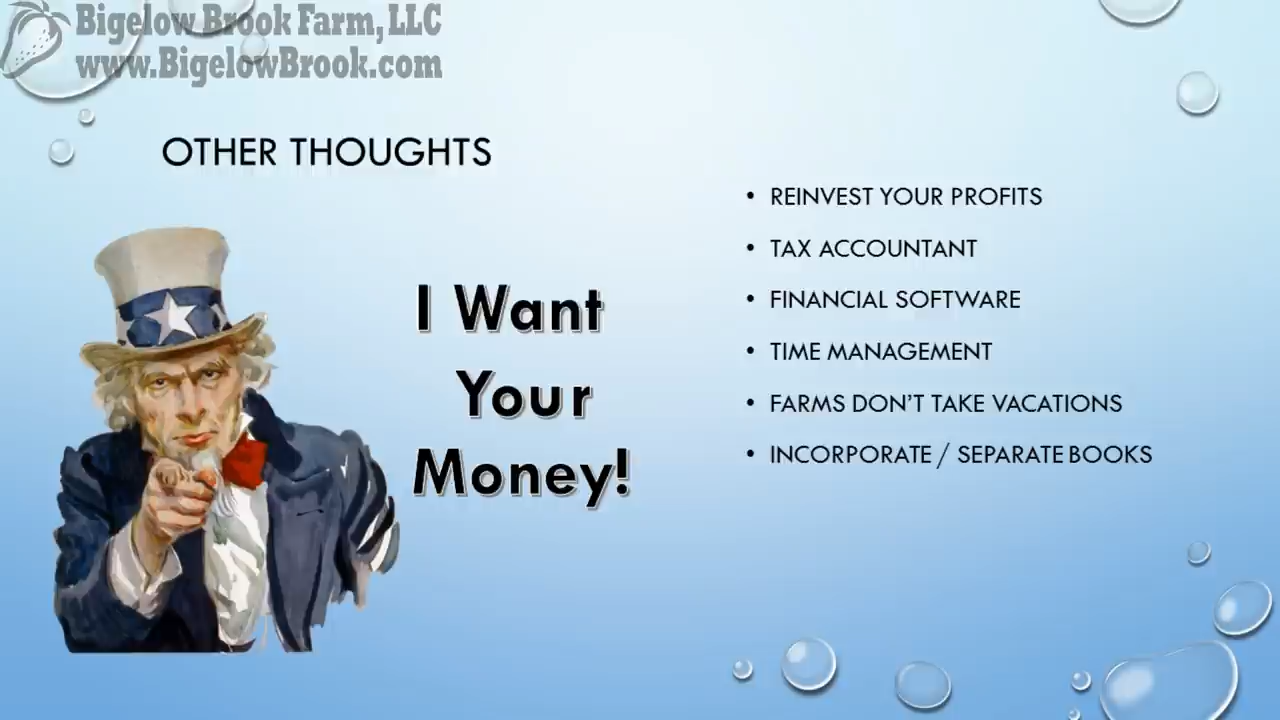 Bigelow Brook Farm, LLC
www.BigelowBrook.com
OTHER THOUGHTS
I Want
Your
Money!
• REINVEST YOUR PROFITS
• TAX ACCOUNTANT
• FINANCIAL SOFTWARE
• TIME MANAGEMENT
• FARMS DON'T TAKE VACATIONS
• INCORPORATE / SEPARATE BOOKS